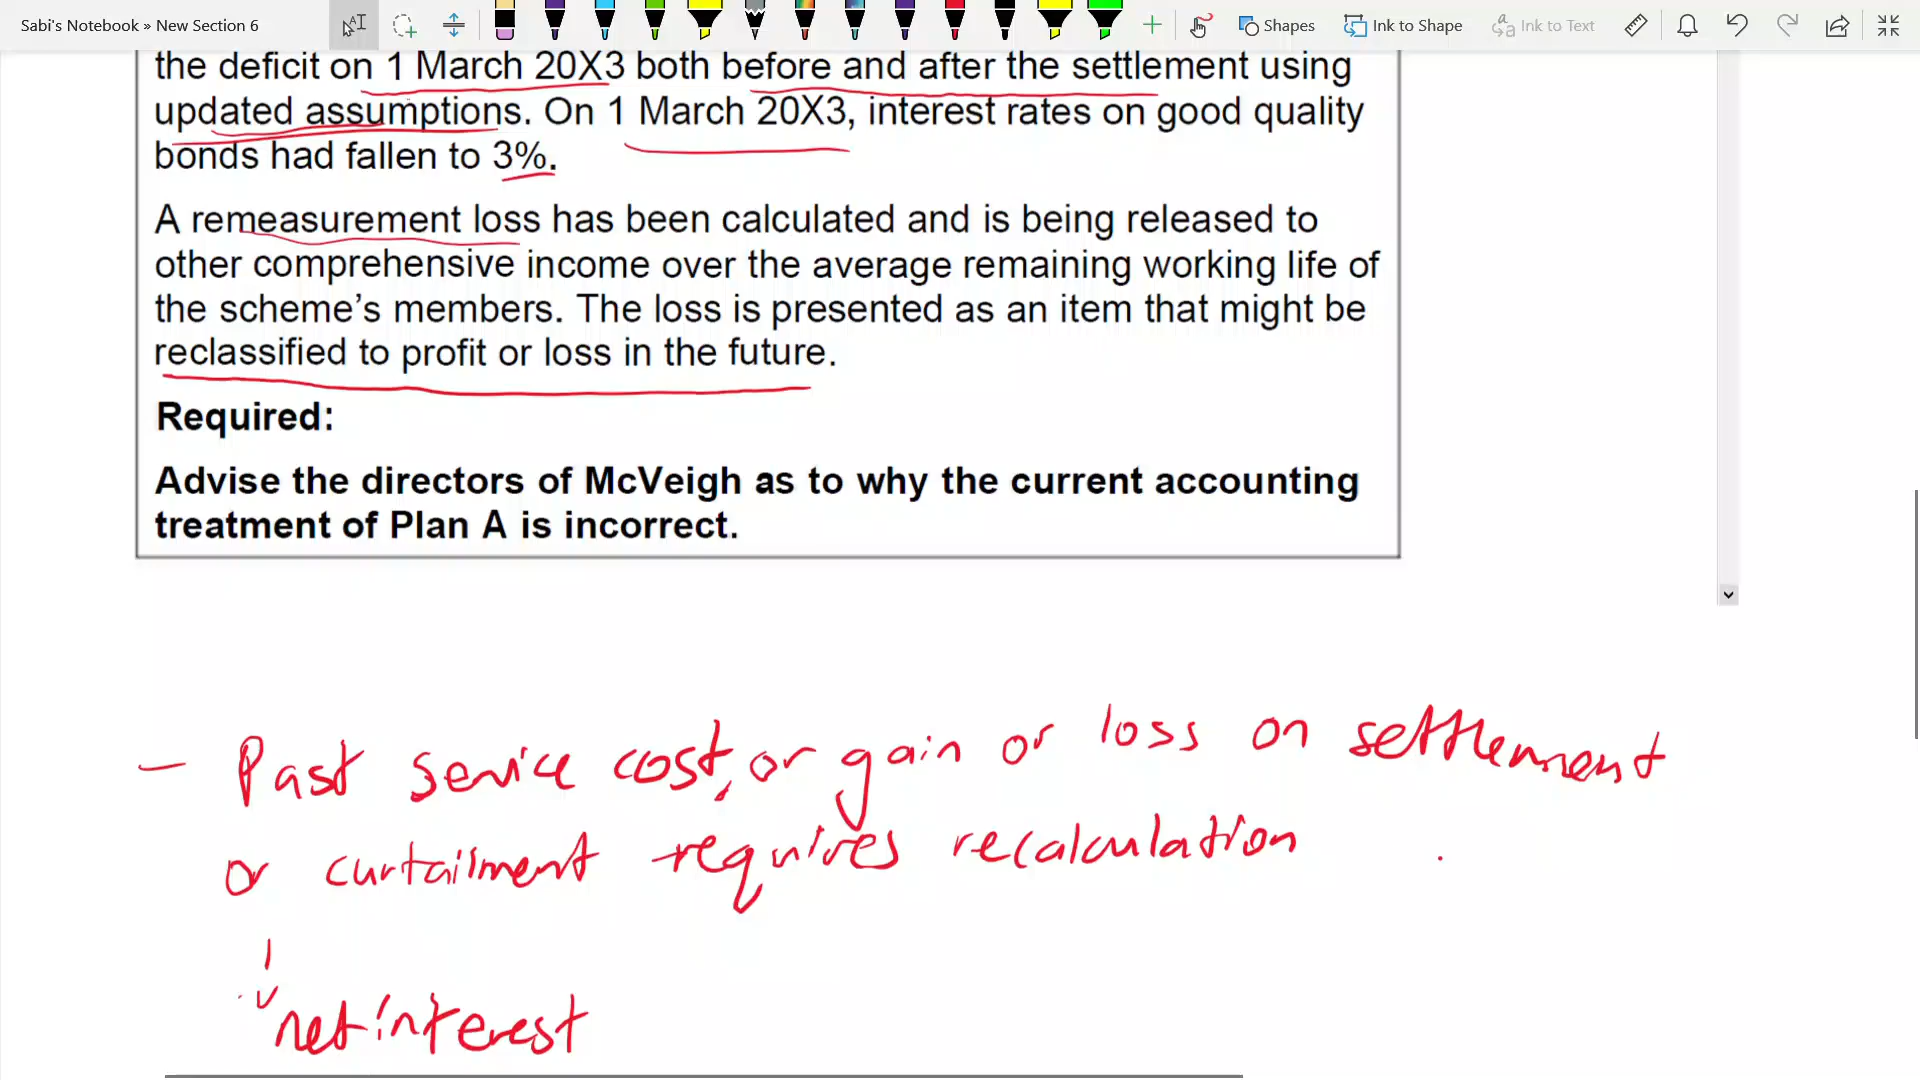 Sabi's Notebook » New Section 6
Shapes
Ink to Shape
Ink to Text
the deficit on 1 March 20X3 both before and after the settlement using
updated assumptions. On 1 March 20X3, interest rates on good quality
bonds had fallen to 3%.
A remeasurement loss has been calculated and is being released to
other comprehensive income over the average remaining working life of
the scheme’s members. The loss is presented as an item that might be
reclassified to profit or loss in the future.
Required:
Advise the directors of McVeigh as to why the current accounting
treatment of Plan A is incorrect.
- Past service cost, or gain or loss on settlement
or curtailment requires recalculation
net interest